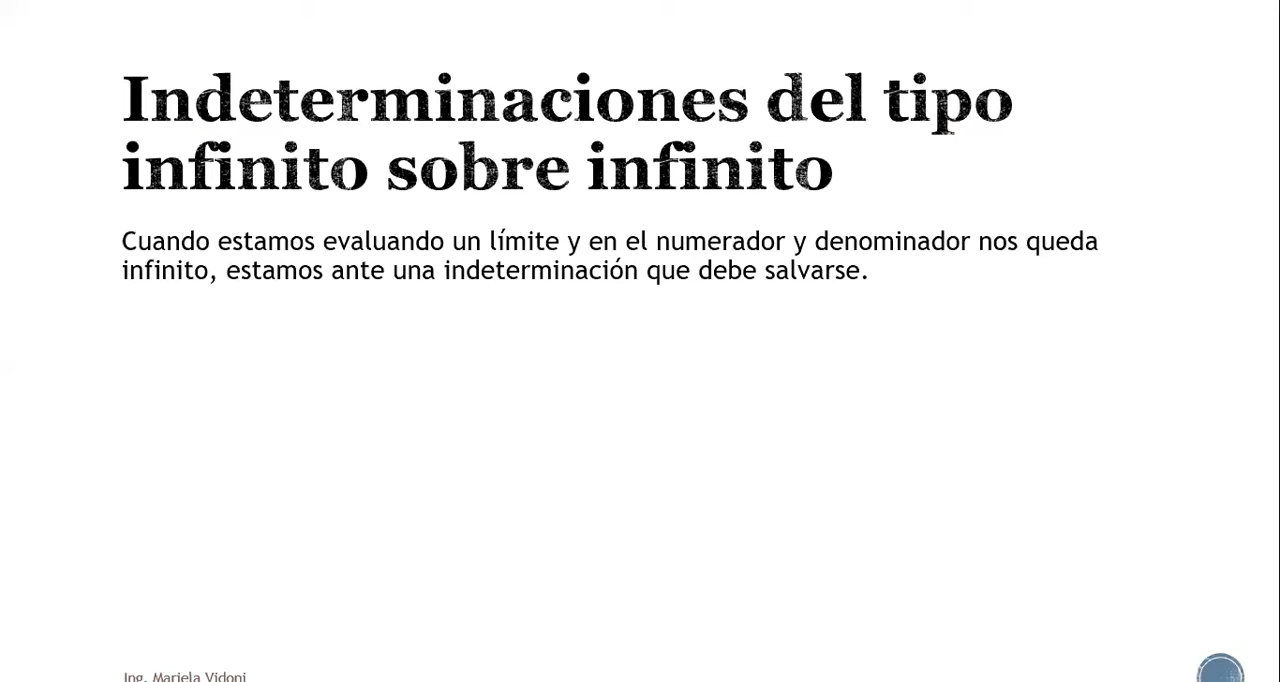 Indeterminaciones del tipo
infinito sobre infinito
Cuando estamos evaluando un límite y en el numerador y denominador nos queda
infinito, estamos ante una indeterminación que debe salvarse.
Ing. Mariela Vidoni